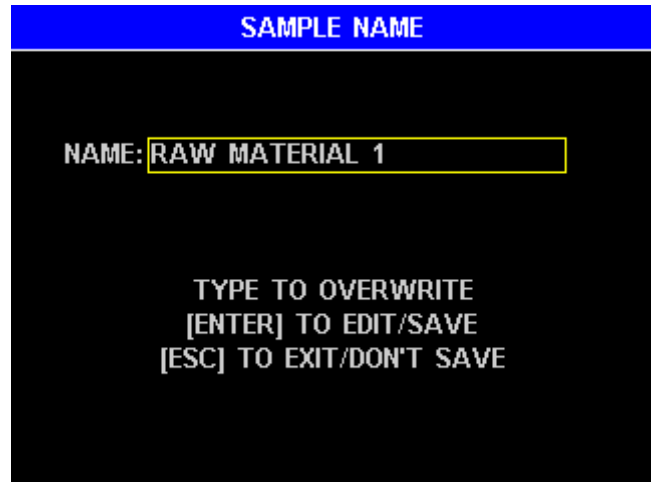 SAMPLE NAME
NAME: RAW MATERIAL 1
TYPE TO OVERWRITE
[ENTER] TO EDIT/SAVE
[ESC] TO EXIT/DON'T SAVE